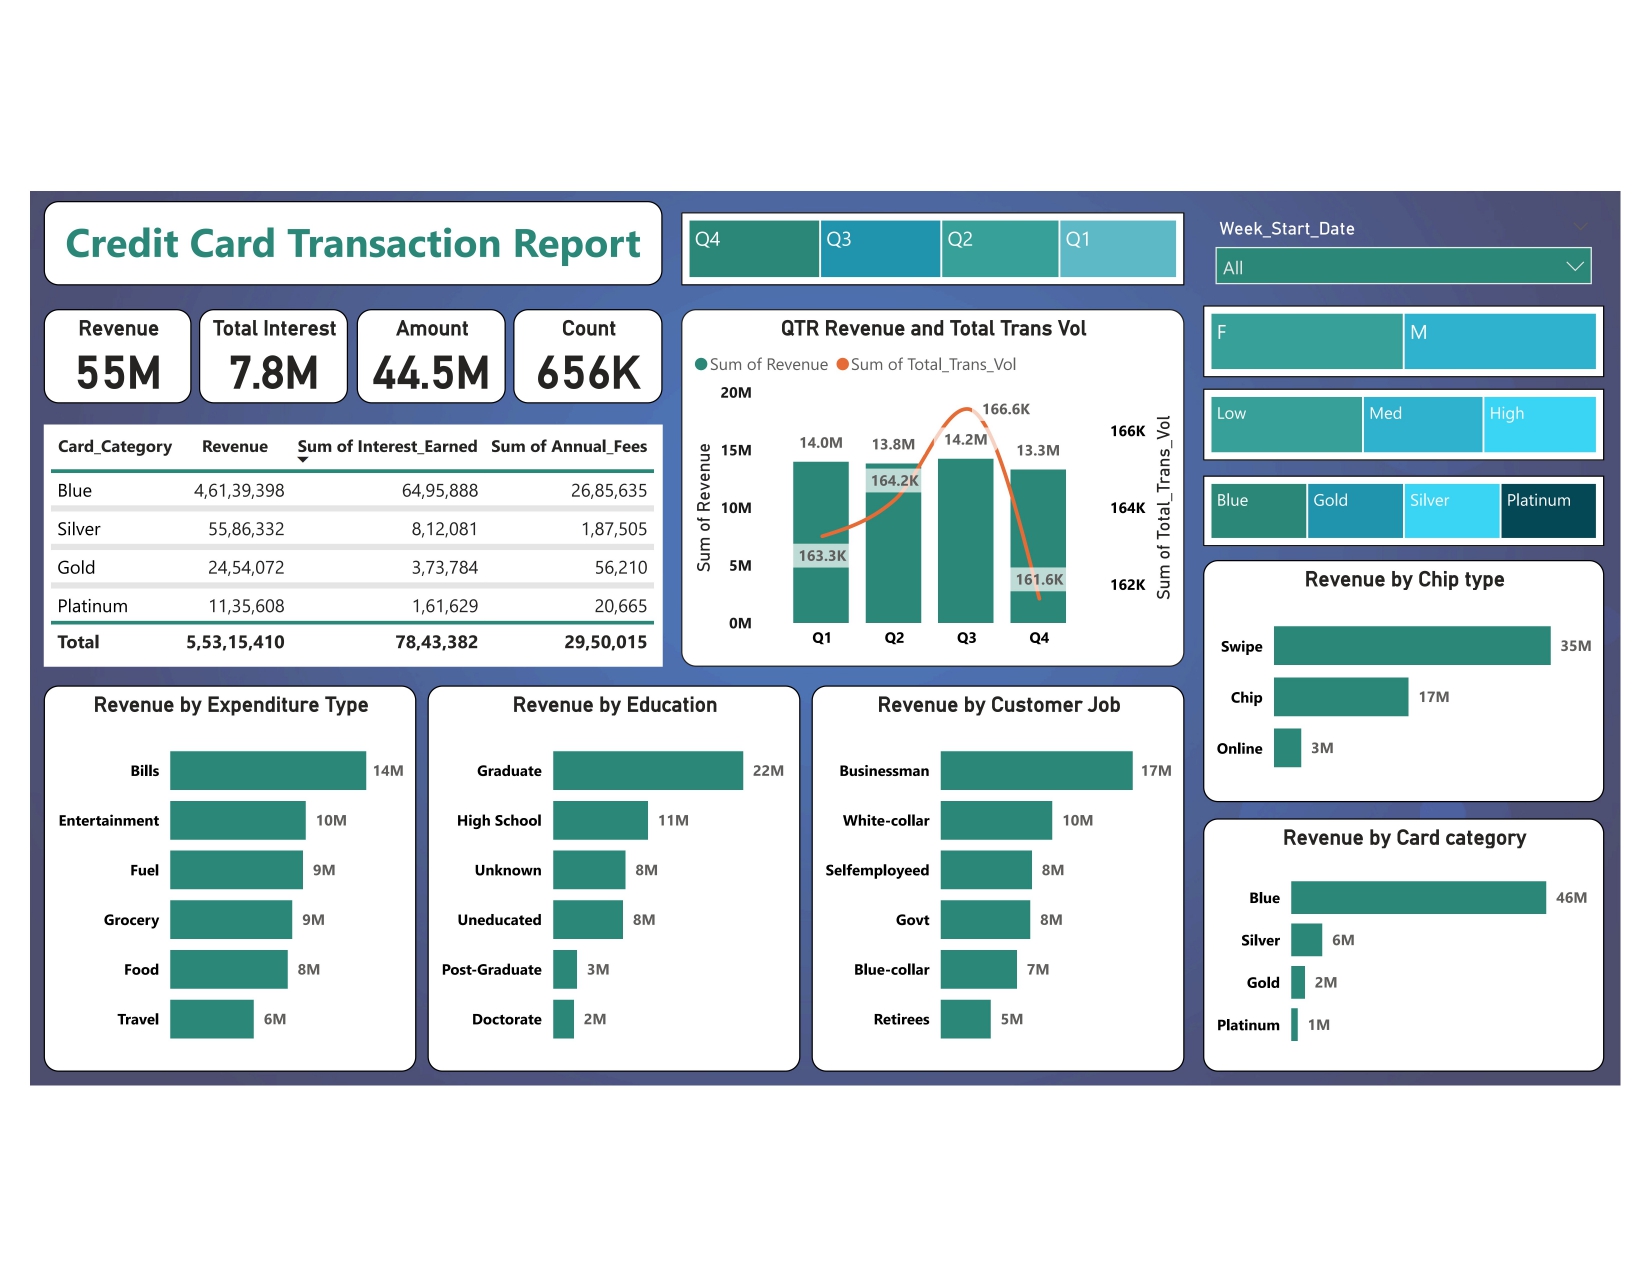 Credit Card Transaction Report
Q4 Q3 Q2 Q1
Week_Start_Date
All
Revenue
55M
Total Interest
7.8M
Amount
44.5M
Count
656K
F M
Low Med High
Blue Gold Silver Platinum
Card_Category Revenue Sum of Interest_Earned Sum of Annual_Fees
Blue 4,61,39,398 64,95,888 26,85,635
Silver 55,86,332 8,12,081 1,87,505
Gold 24,54,072 3,73,784 56,210
Platinum 11,35,608 1,61,629 20,665
Total 5,53,15,410 78,43,382 29,50,015
QTR Revenue and Total Trans Vol
Sum of Revenue Sum of Total_Trans_Vol
Sum of Revenue
20M
15M
10M
5M
0M
14.0M 13.8M 14.2M 13.3M
163.3K 164.2K 166.6K 161.6K
Q1 Q2 Q3 Q4
166K
164K
162K
Sum of Total_Trans_Vol
Revenue by Chip type
Swipe 35M
Chip 17M
Online 3M
Revenue by Expenditure Type
Bills 14M
Entertainment 10M
Fuel 9M
Grocery 9M
Food 8M
Travel 6M
Revenue by Education
Graduate 22M
High School 11M
Unknown 8M
Uneducated 8M
Post-Graduate 3M
Doctorate 2M
Revenue by Customer Job
Businessman 17M
White-collar 10M
Selfemployeed 8M
Govt 8M
Blue-collar 7M
Retirees 5M
Revenue by Card category
Blue 46M
Silver 6M
Gold 2M
Platinum 1M